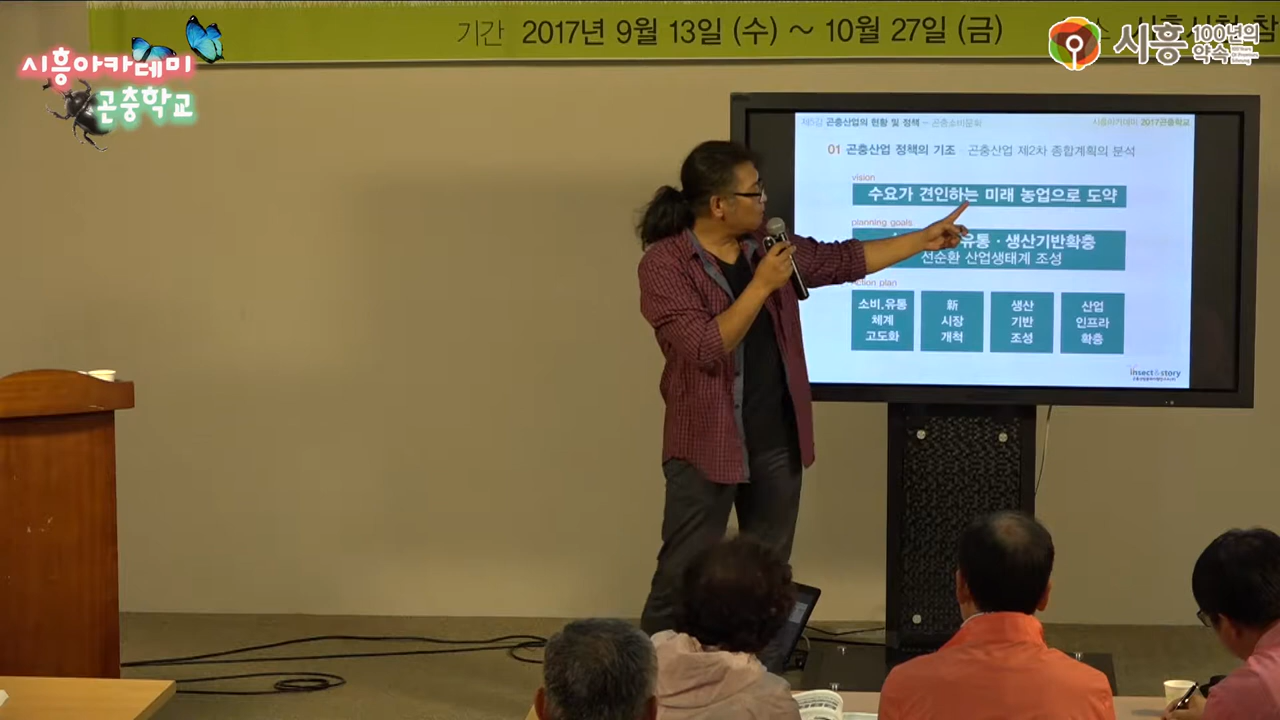 기간 2017년 9월 13일 (수) ~ 10월 27일 (금)
시흥 100년의 약속
시흥아카데미
곤충학교
제5강 곤충산업의 현황 및 정책 - 곤충소비문화
시흥아카데미 2017곤충학교
01 곤충산업 정책의 기조 곤충산업 제2차 종합계획의 분석
vision
수요가 견인하는 미래 농업으로 도약
planning goals
유통·생산기반확충
선순환 산업생태계 조성
action plan
소비.유통
체계
고도화
新
시장
개척
생산
기반
조성
산업
인프라
확충
insect&story